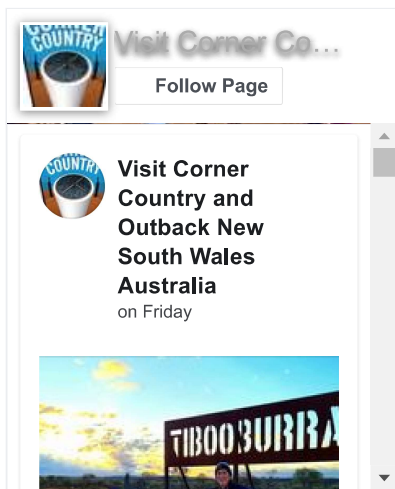 CORNER
COUNTRY
Visit Corner Co...
Follow Page
COUNTRY
Visit Corner
Country and
Outback New
South Wales
Australia
on Friday
TIBOOBURRA